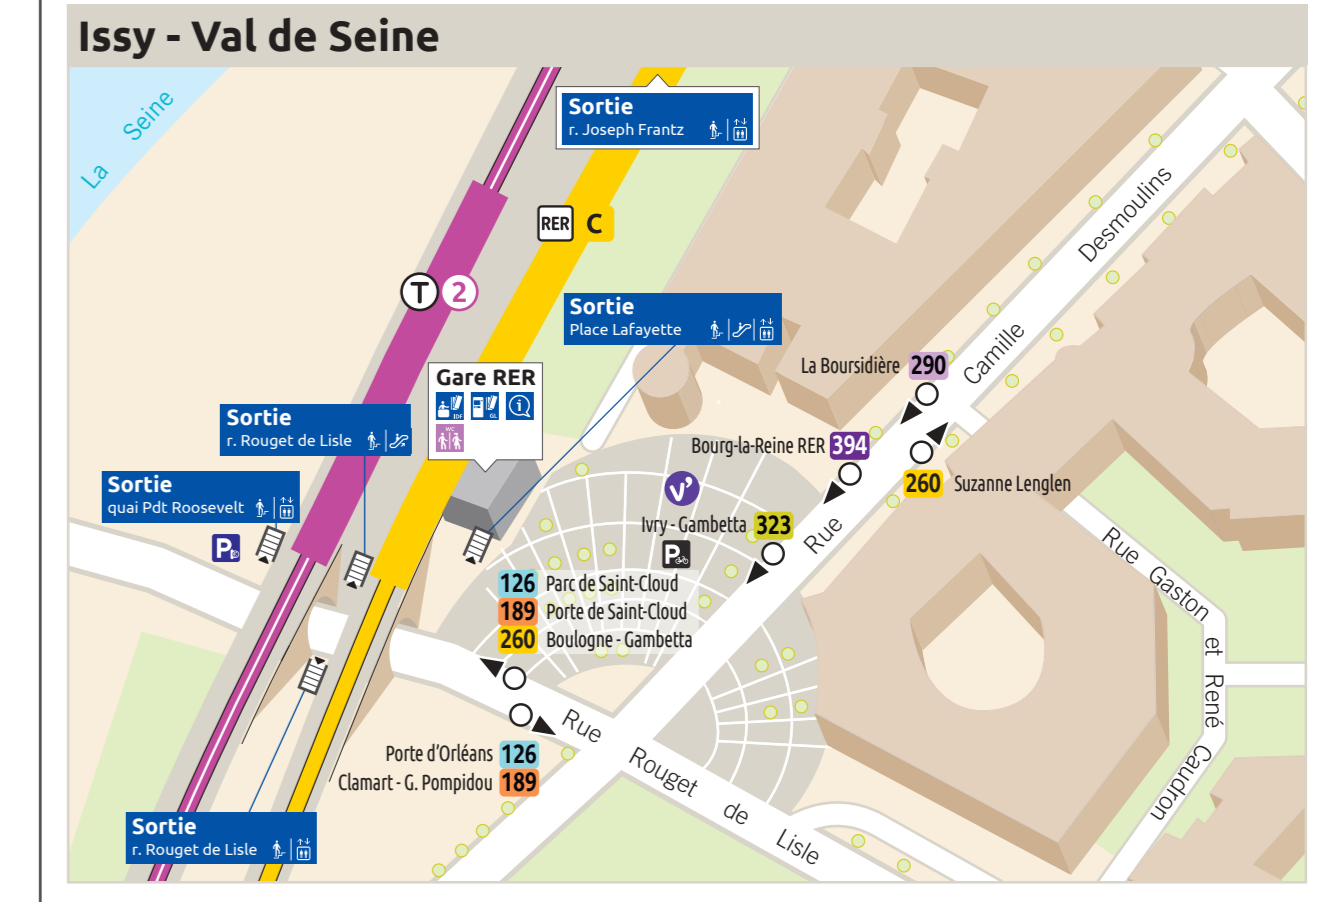 Issy - Val de Seine
La Seine
Sortie
r. Joseph Frantz
RER C
T 2
Sortie
Place Lafayette
Desmoulins
Camille
Rue
La Boursidière 290
Gare RER
IDF
GL
i
WC
Sortie
r. Rouget de Lisle
Bourg-la-Reine RER 394
260 Suzanne Lenglen
Sortie
quai Pdt Roosevelt
V'
Ivry - Gambetta 323
P
P
Rue Gaston et René Caudron
126 Parc de Saint-Cloud
189 Porte de Saint-Cloud
260 Boulogne - Gambetta
Rue Rouget de Lisle
Porte d'Orléans 126
Clamart - G. Pompidou 189
Sortie
r. Rouget de Lisle